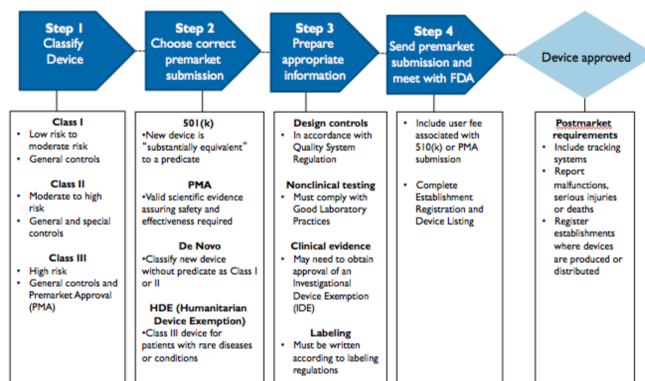 Step 1
Classify
Device
Step 2
Choose correct
premarket
submission
Step 3
Prepare
appropriate
information
Step 4
Send premarket
submission and
meet with FDA
Device approved
Class I
• Low risk to
moderate risk
• General controls
Class II
• Moderate to high
risk
• General and special
controls
Class III
• High risk
• General controls and
Premarket Approval
(PMA)
501(k)
•New device is
"substantially equivalent"
to a predicate
PMA
•Valid scientific evidence
assuring safety and
effectiveness required
De Novo
•Classify new device
without predicate as Class I
or II
HDE (Humanitarian
Device Exemption)
•Class III device for
patients with rare diseases
or conditions
Design controls
• In accordance with
Quality System
Regulation
Nonclinical testing
• Must comply with
Good Laboratory
Practices
Clinical evidence
• May need to obtain
approval of an
Investigational
Device Exemption
(IDE)
Labeling
• Must be written
according to labeling
regulations
• Include user fee
associated with
510(k) or PMA
submission
• Complete
Establishment
Registration and
Device Listing
Postmarket
requirements
• Include tracking
systems
• Report
malfunctions,
serious injuries
or deaths
• Register
establishments
where devices
are produced or
distributed